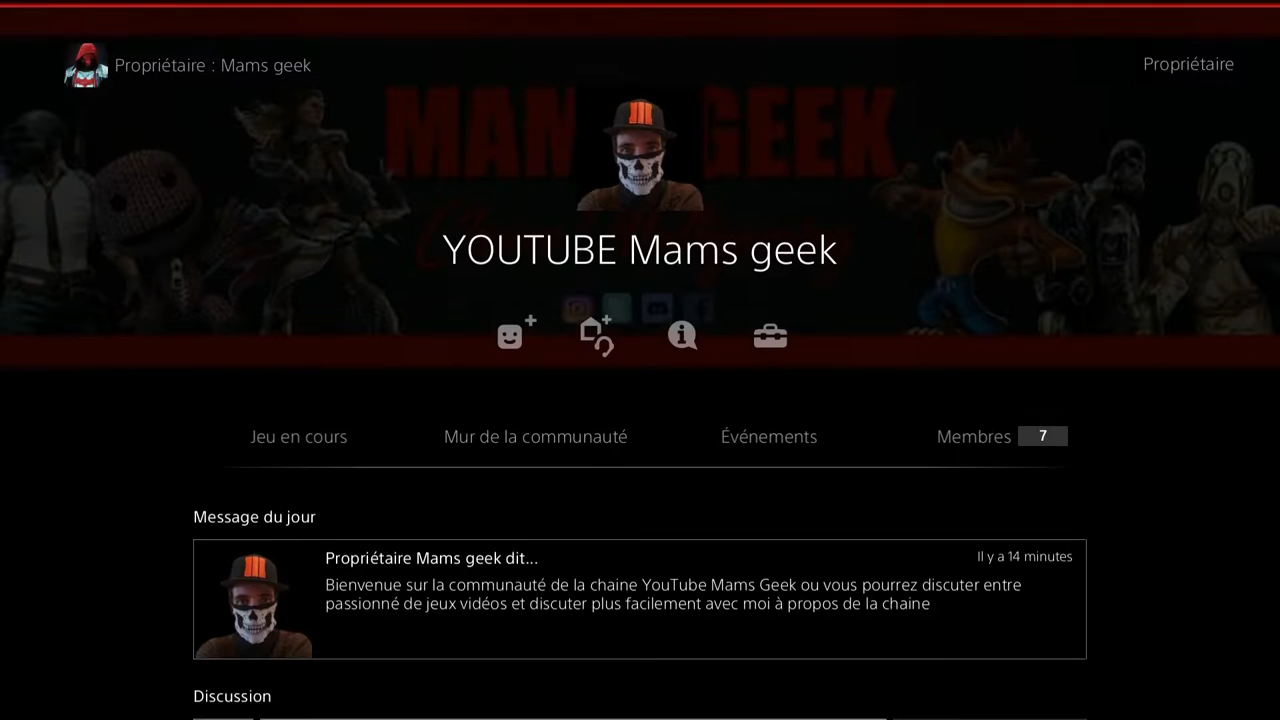 Propriétaire : Mams geek
Propriétaire
MAM GEEK
YOUTUBE Mams geek
Jeu en cours
Mur de la communauté
Événements
Membres 7
Message du jour
Propriétaire Mams geek dit...
Il y a 14 minutes
Bienvenue sur la communauté de la chaine YouTube Mams Geek ou vous pourrez discuter entre
passionné de jeux vidéos et discuter plus facilement avec moi à propos de la chaine
Discussion